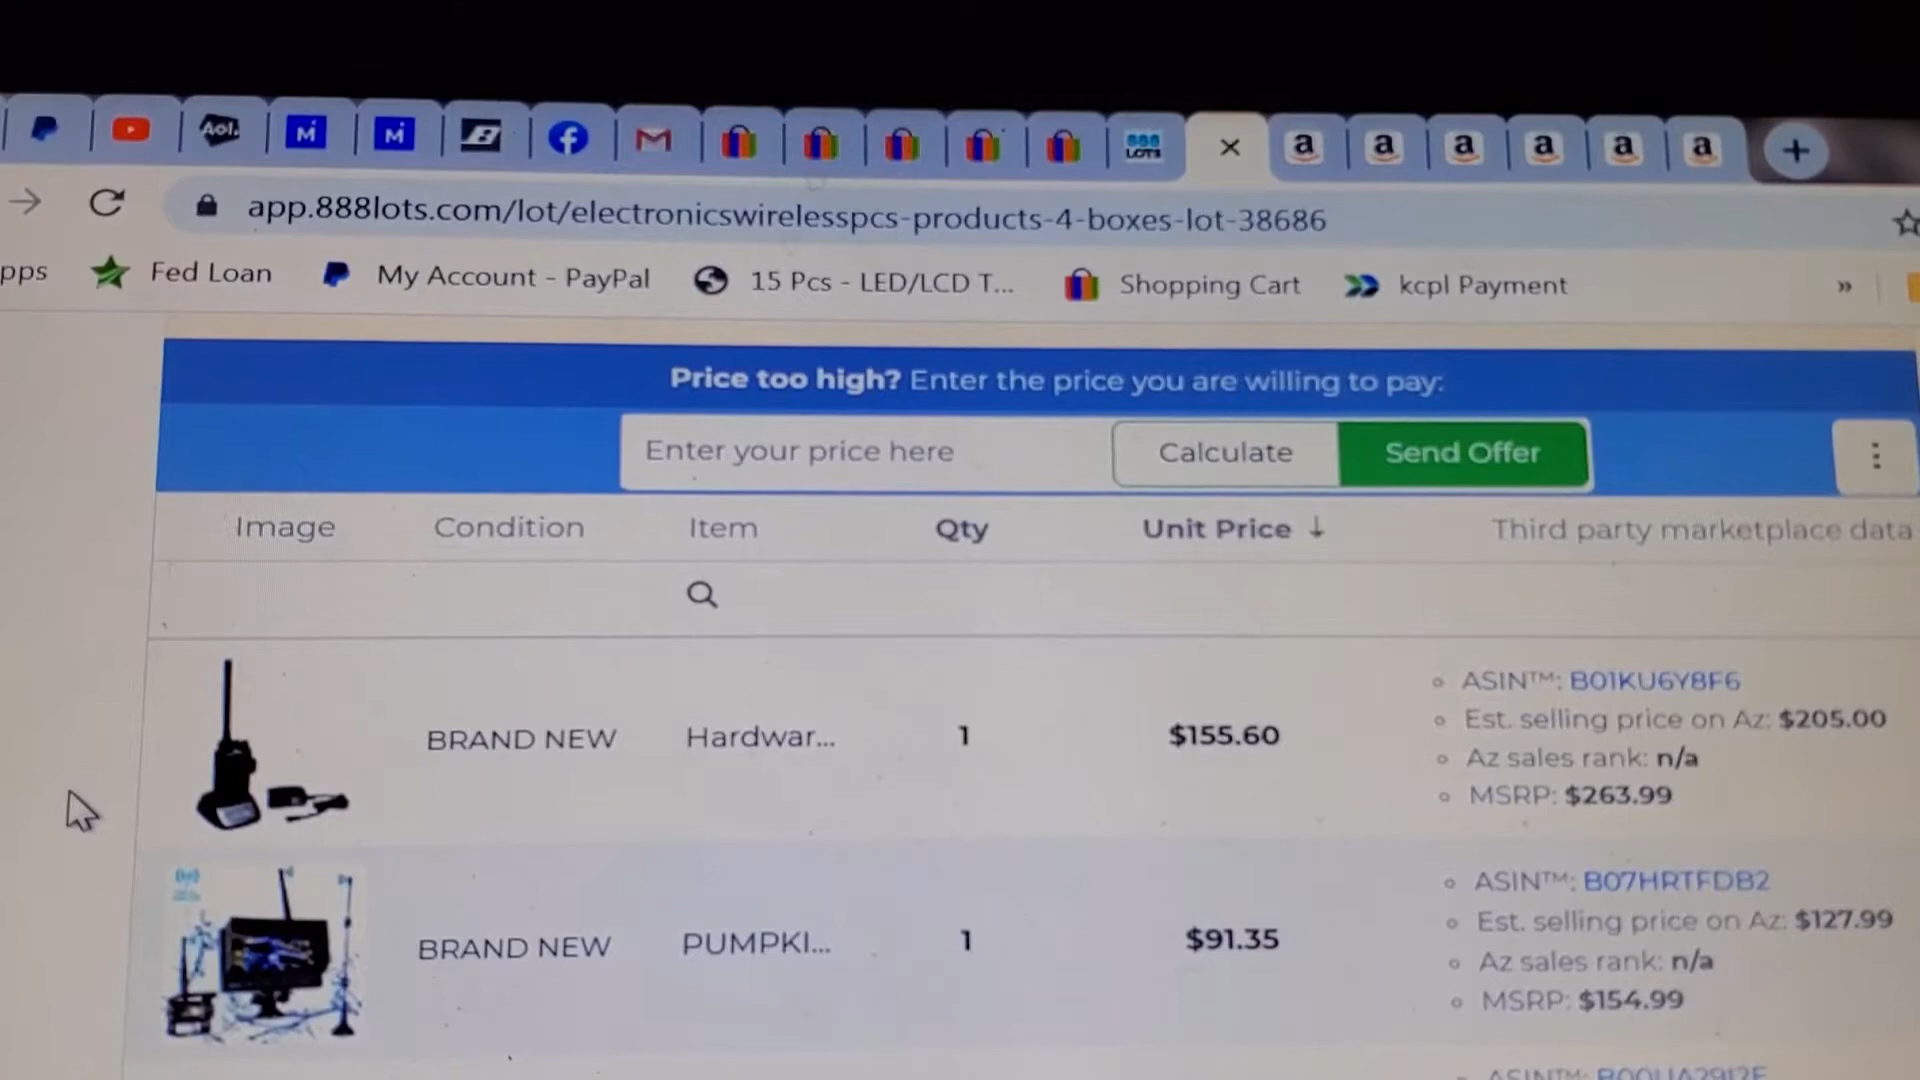 Aol.
M
M
B
888
LOTS
a
a
a
a
a
a
app.888lots.com/lot/electronicswirelesspcs-products-4-boxes-lot-38686
pps
Fed Loan
My Account - PayPal
15 Pcs - LED/LCD T...
Shopping Cart
kcpl Payment
»
Price too high? Enter the price you are willing to pay:
Enter your price here
Calculate
Send Offer
Image
Condition
Item
Qty
Unit Price ↓
Third party marketplace data
BRAND NEW
Hardwar...
1
$155.60
ASIN™: B01KU6Y8F6
Est. selling price on Az: $205.00
Az sales rank: n/a
MSRP: $263.99
BRAND NEW
PUMPKI...
1
$91.35
ASIN™: B07HRTFDB2
Est. selling price on Az: $127.99
Az sales rank: n/a
MSRP: $154.99